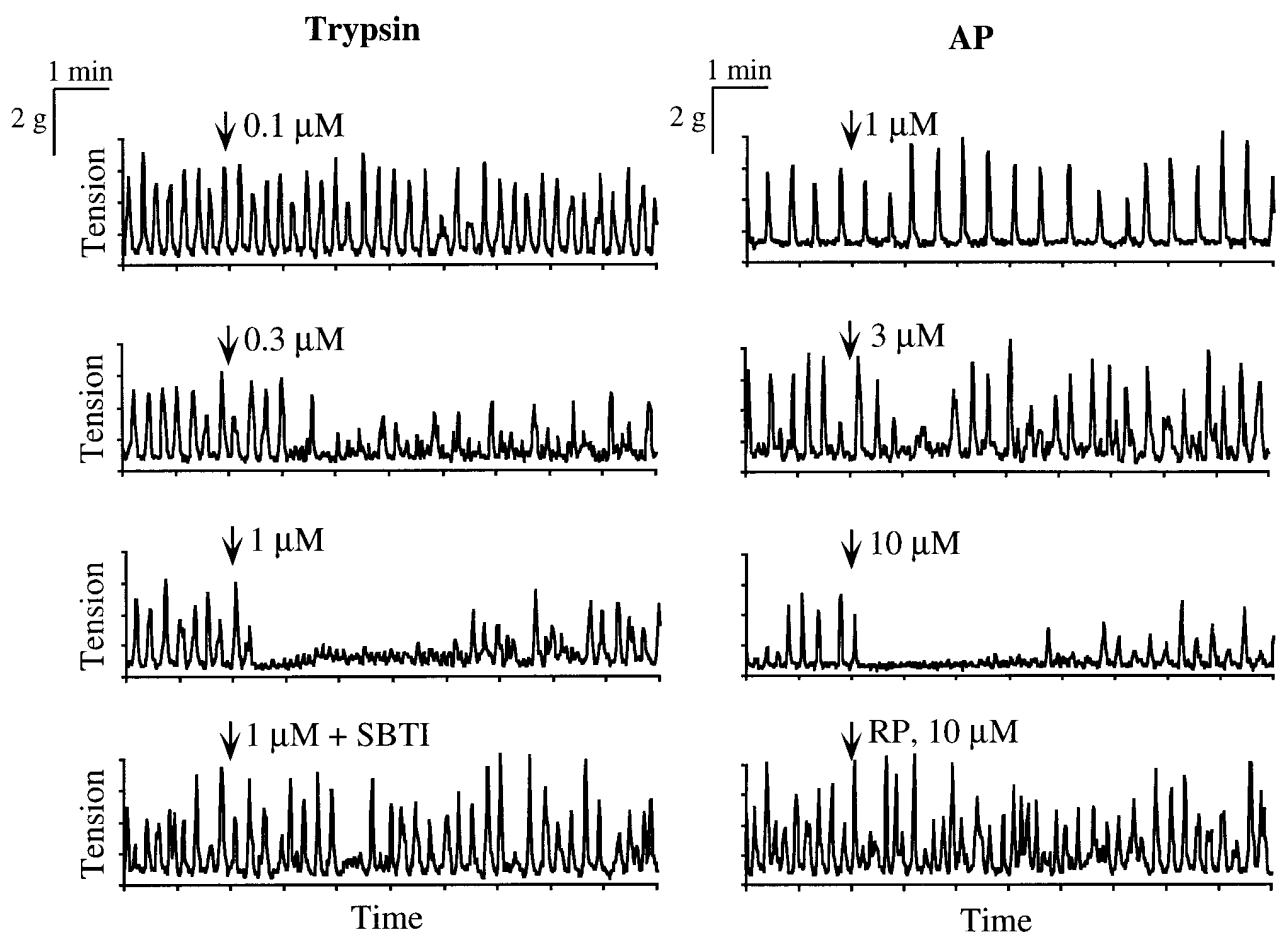 Trypsin
1 min
2 g
0.1 μM
Tension
0.3 μM
Tension
1 μM
Tension
1 μM + SBTI
Tension
Time
AP
1 min
2 g
1 μM
3 μM
10 μM
RP, 10 μM
Time